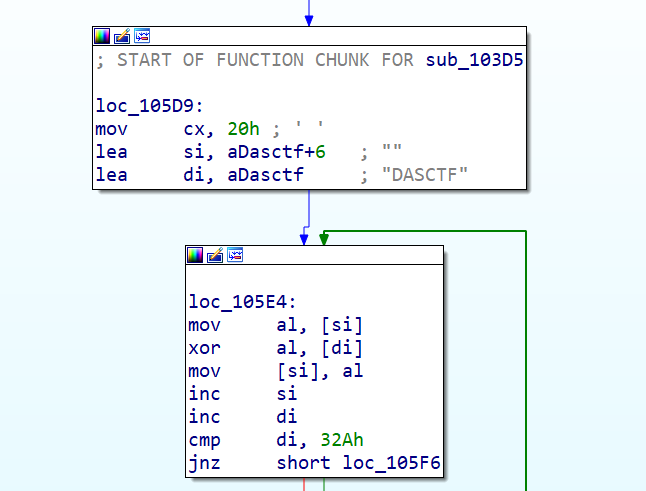 ; START OF FUNCTION CHUNK FOR sub_103D5
loc_105D9:
mov cx, 20h ; ' '
lea si, aDasctf+6 ; ""
lea di, aDasctf ; "DASCTF"
loc_105E4:
mov al, [si]
xor al, [di]
mov [si], al
inc si
inc di
cmp di, 32Ah
jnz short loc_105F6